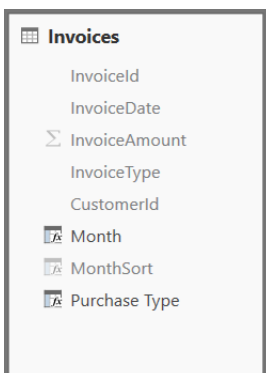 Invoices
InvoiceId
InvoiceDate
InvoiceAmount
InvoiceType
CustomerId
Month
MonthSort
Purchase Type